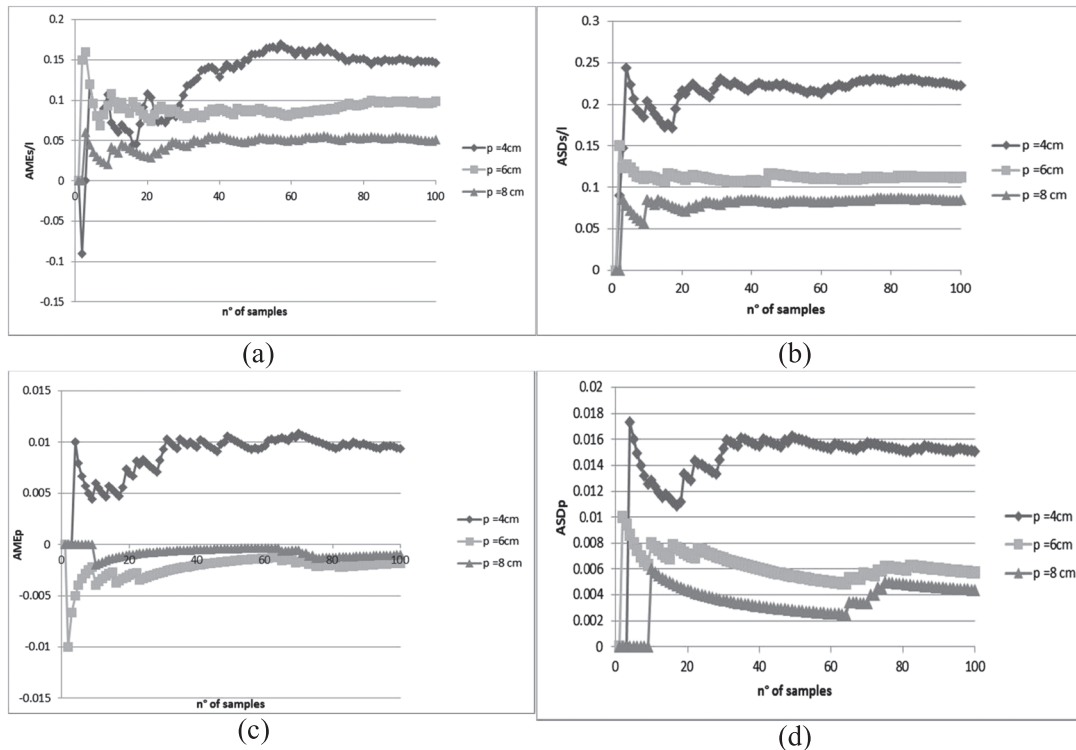 0.2
0.15
0.1
0.05
0
-0.05
-0.1
-0.15
0
20
40
60
80
100
AMEs/l
n° of samples
p =4cm
p =6cm
p =8 cm
(a)
0.3
0.25
0.2
0.15
0.1
0.05
0
0
20
40
60
80
100
ASDs/l
n° of samples
p =4cm
p =6cm
p =8 cm
(b)
0.015
0.01
0.005
0
-0.005
-0.01
-0.015
0
20
40
60
80
100
AMEp
n° of samples
p =4cm
p =6cm
p =8 cm
(c)
0.02
0.018
0.016
0.014
0.012
0.01
0.008
0.006
0.004
0.002
0
0
20
40
60
80
100
ASDp
n° of samples
p =4cm
p =6cm
p =8 cm
(d)